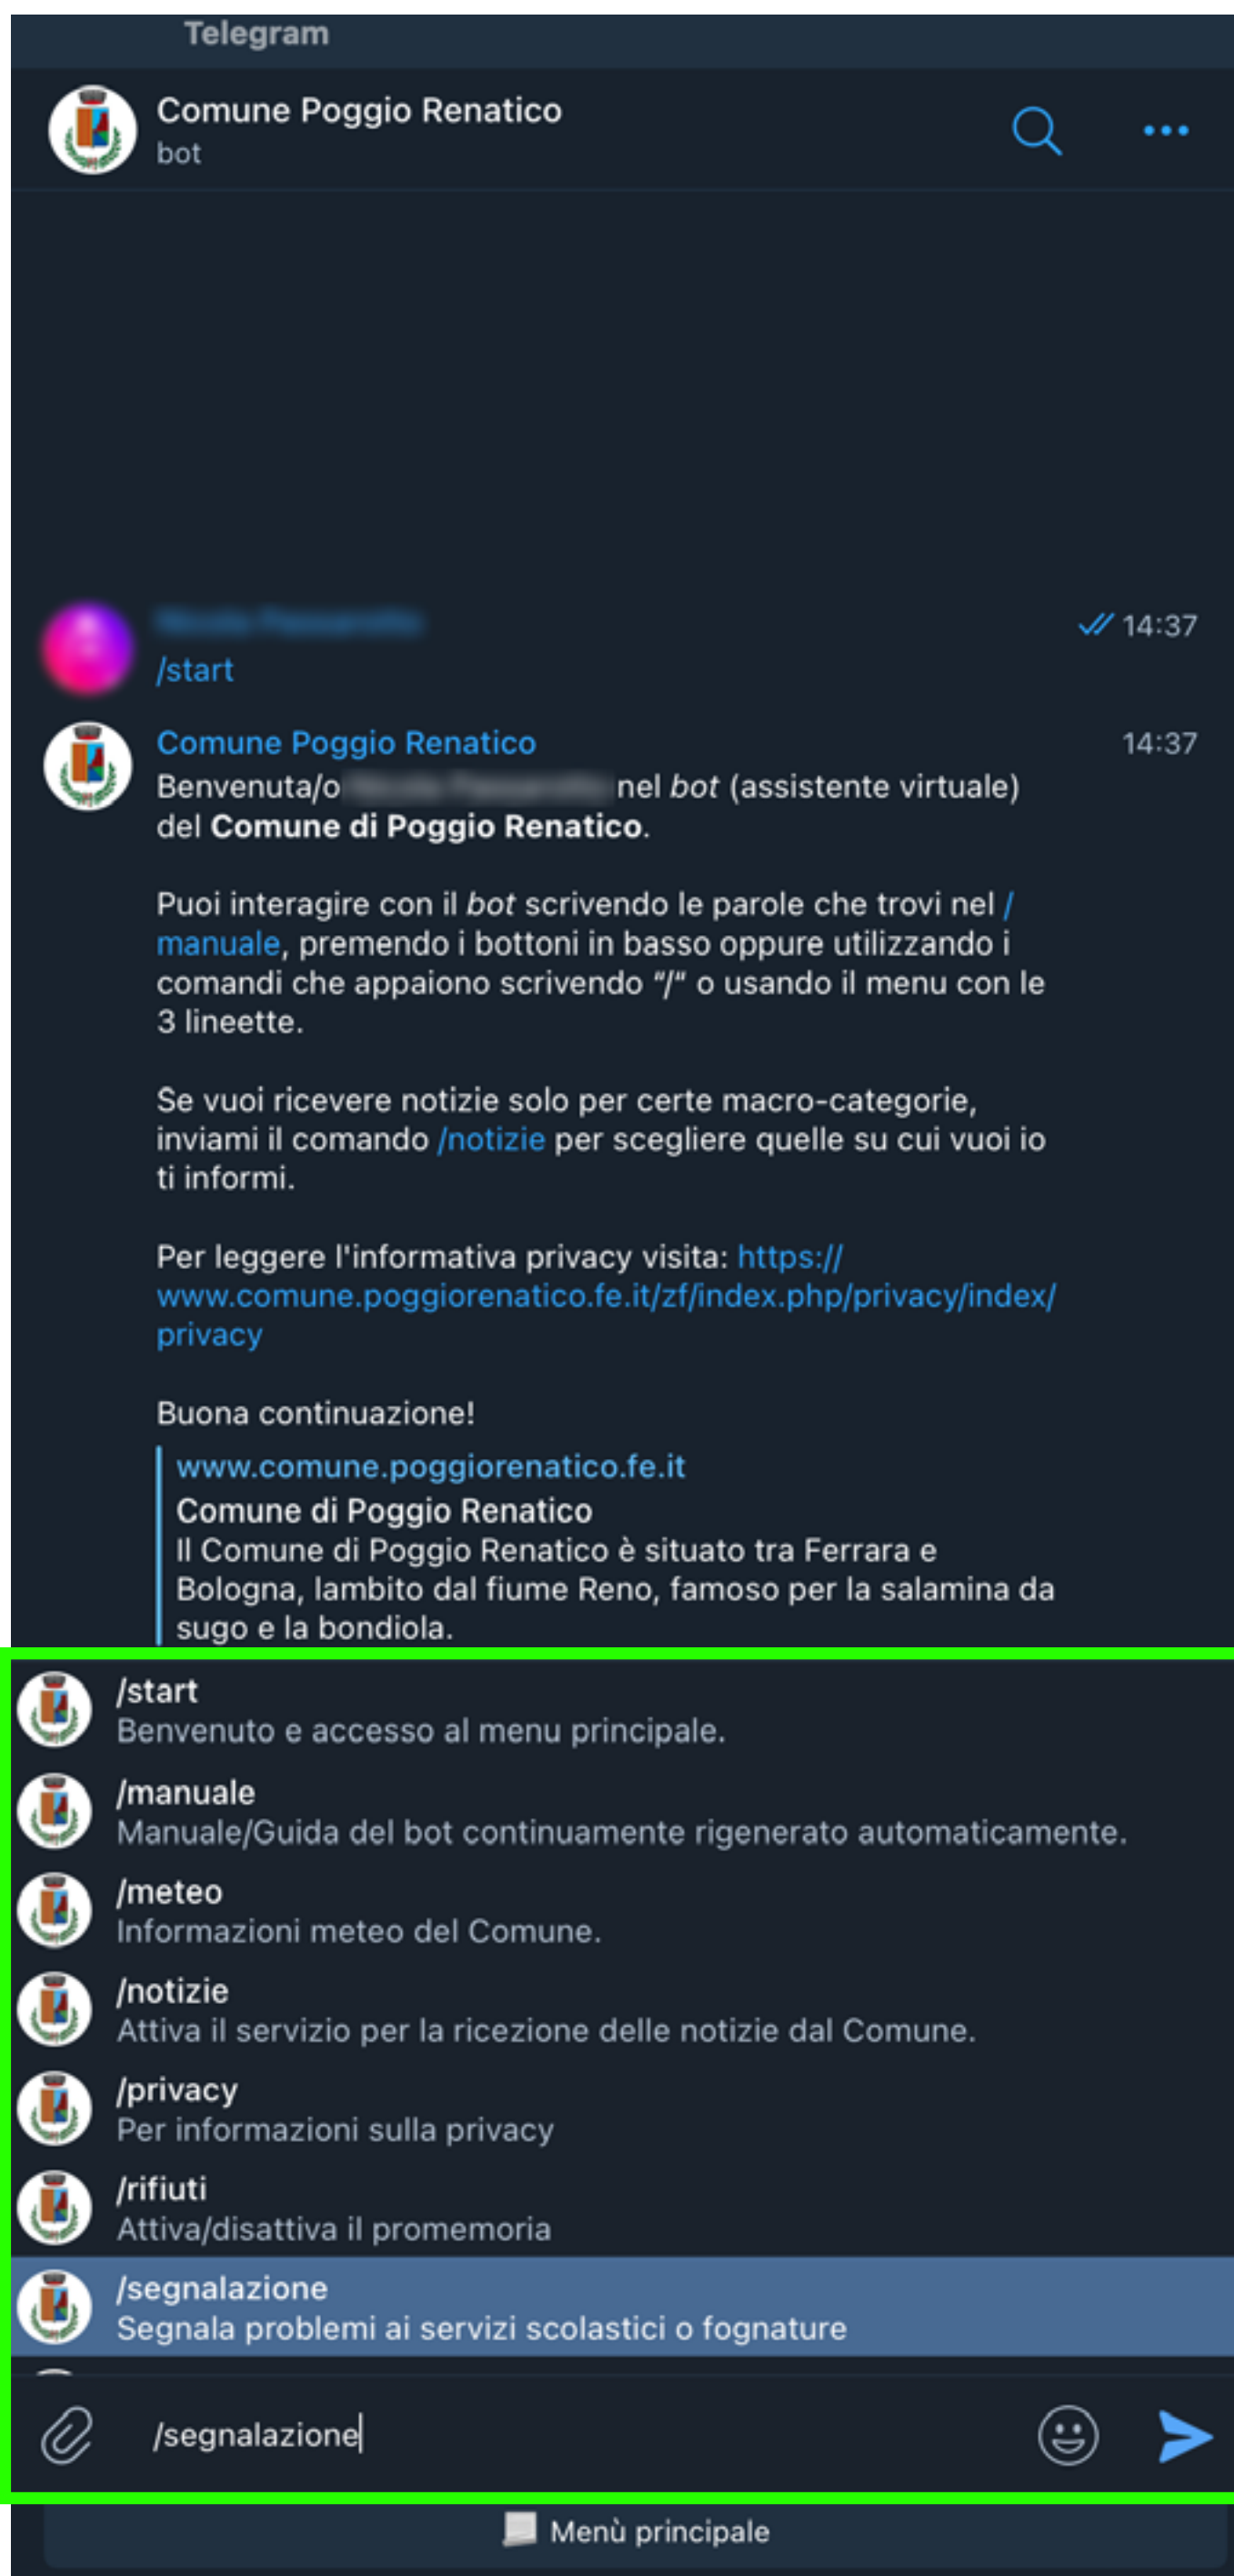 Telegram
Comune Poggio Renatico
bot
14:37
/start
Comune Poggio Renatico
14:37
Benvenuta/o nel bot (assistente virtuale)
del Comune di Poggio Renatico.
Puoi interagire con il bot scrivendo le parole che trovi nel /
manuale, premendo i bottoni in basso oppure utilizzando i
comandi che appaiono scrivendo "/" o usando il menu con le
3 lineette.
Se vuoi ricevere notizie solo per certe macro-categorie,
inviami il comando /notizie per scegliere quelle su cui vuoi io
ti informi.
Per leggere l'informativa privacy visita: https://
www.comune.poggiorenatico.fe.it/zf/index.php/privacy/index/
privacy
Buona continuazione!
www.comune.poggiorenatico.fe.it
Comune di Poggio Renatico
Il Comune di Poggio Renatico è situato tra Ferrara e
Bologna, lambito dal fiume Reno, famoso per la salamina da
sugo e la bondiola.
/start
Benvenuto e accesso al menu principale.
/manuale
Manuale/Guida del bot continuamente rigenerato automaticamente.
/meteo
Informazioni meteo del Comune.
/notizie
Attiva il servizio per la ricezione delle notizie dal Comune.
/privacy
Per informazioni sulla privacy
/rifiuti
Attiva/disattiva il promemoria
/segnalazione
Segnala problemi ai servizi scolastici o fognature
/segnalazione
Menù principale